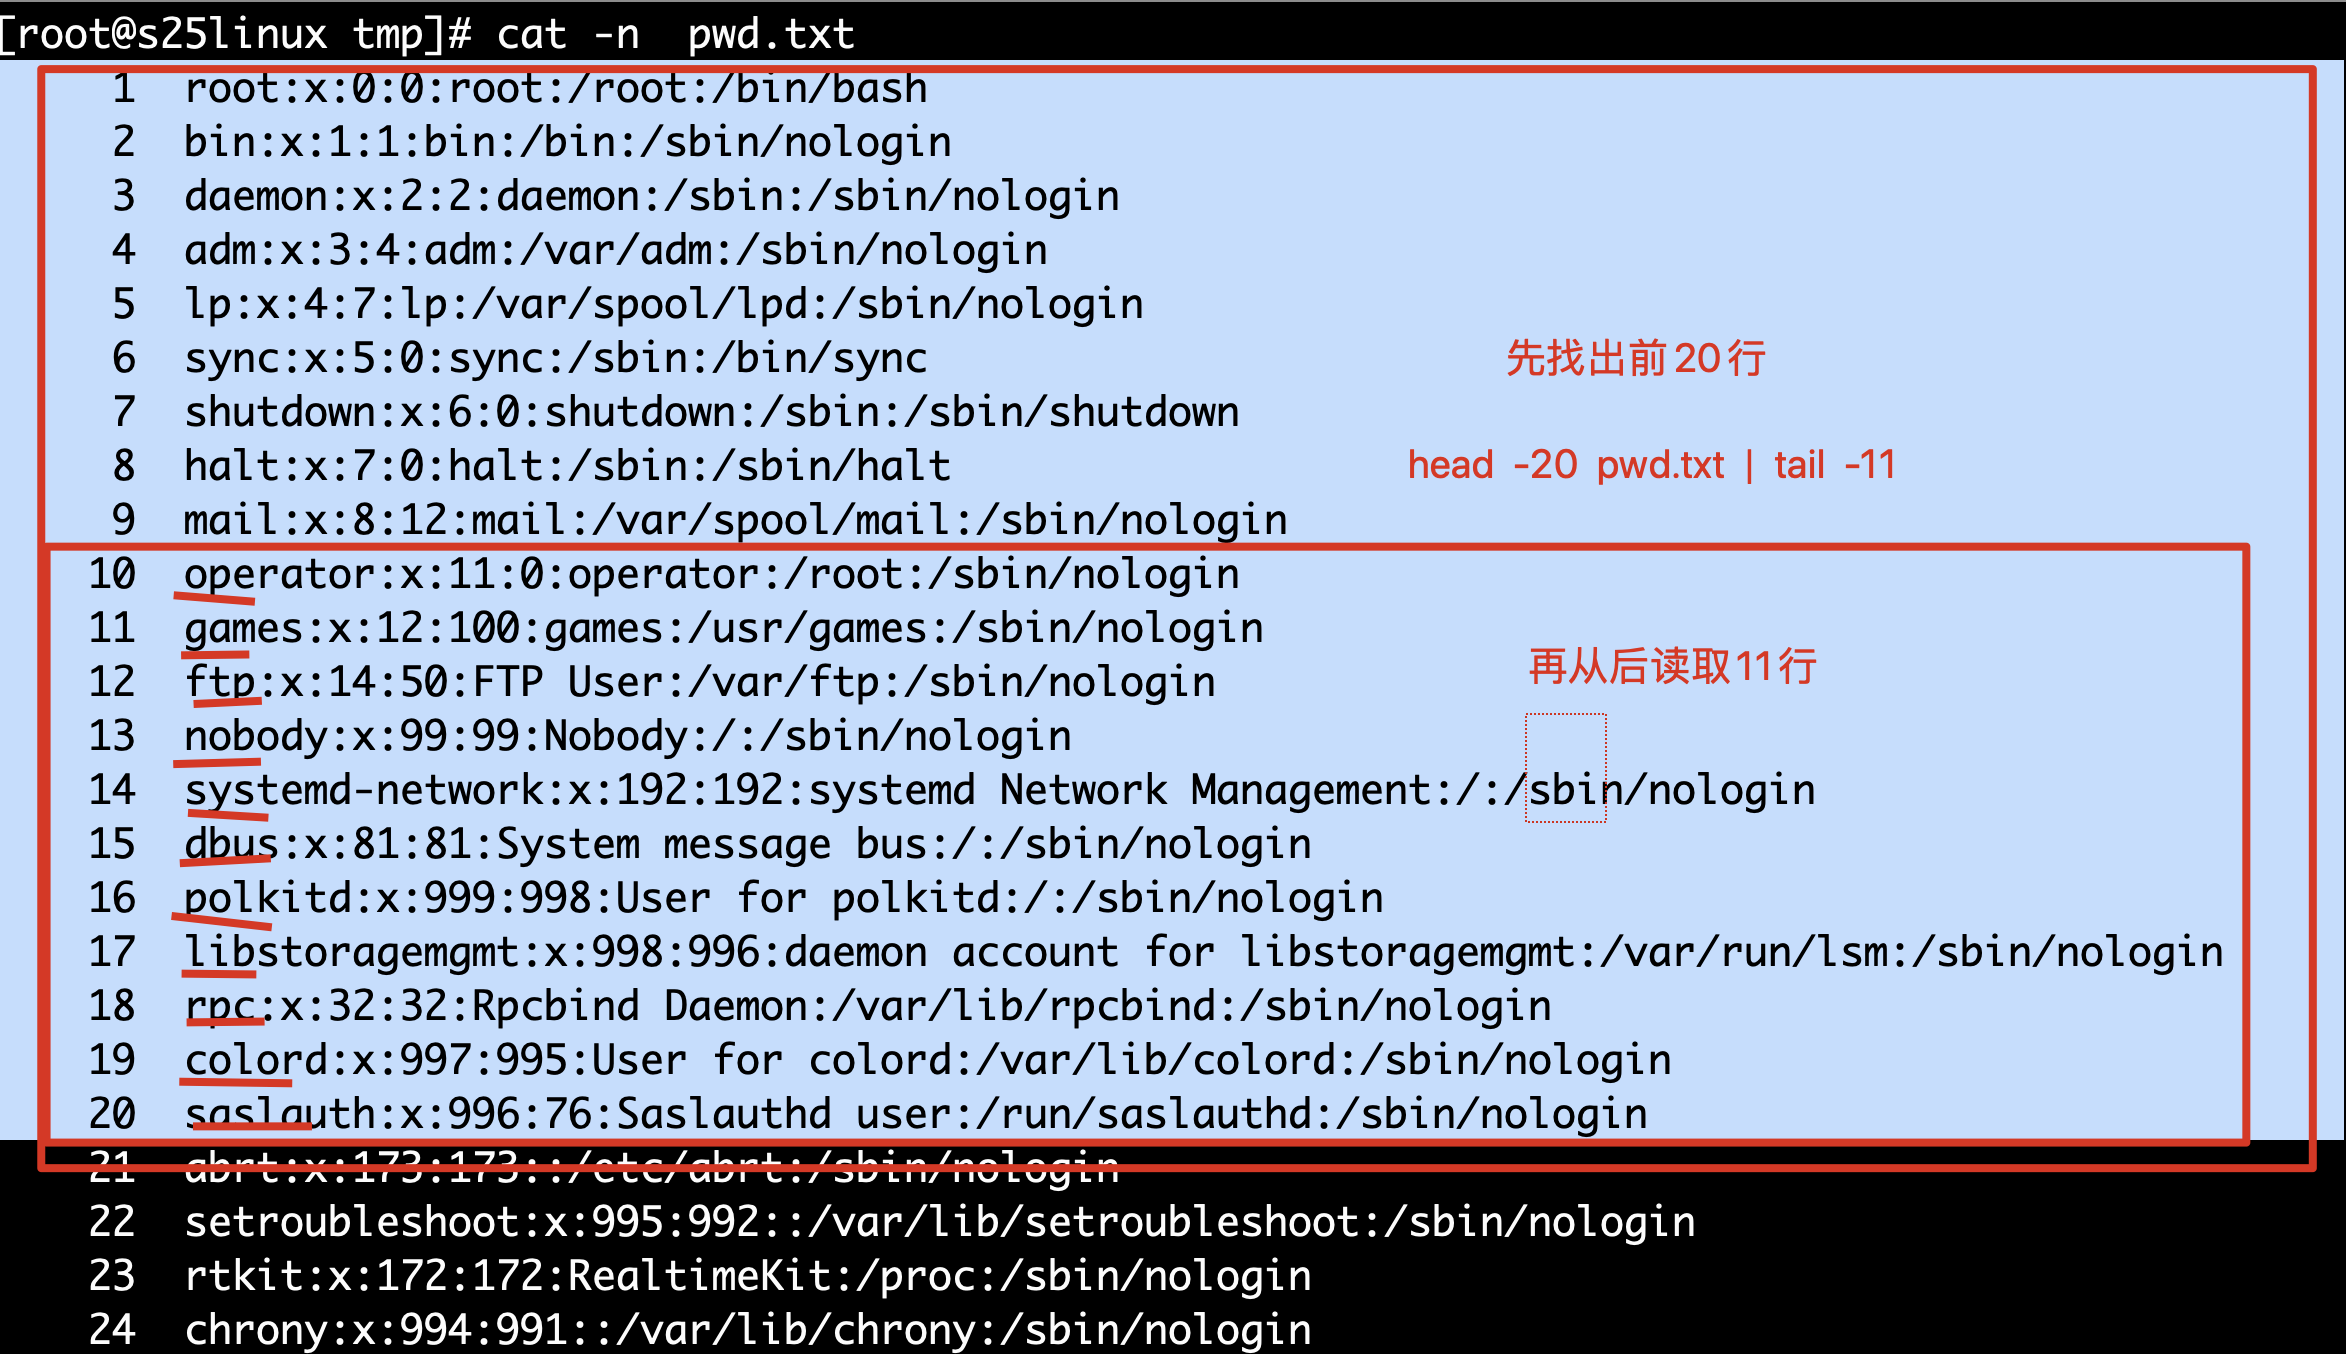 [root@s25linux tmp]# cat -n  pwd.txt
1  root:x:0:0:root:/root:/bin/bash
2  bin:x:1:1:bin:/bin:/sbin/nologin
3  daemon:x:2:2:daemon:/sbin:/sbin/nologin
4  adm:x:3:4:adm:/var/adm:/sbin/nologin
5  lp:x:4:7:lp:/var/spool/lpd:/sbin/nologin
6  sync:x:5:0:sync:/sbin:/bin/sync
先找出前20行
7  shutdown:x:6:0:shutdown:/sbin:/sbin/shutdown
8  halt:x:7:0:halt:/sbin:/sbin/halt
head -20 pwd.txt | tail -11
9  mail:x:8:12:mail:/var/spool/mail:/sbin/nologin
10  operator:x:11:0:operator:/root:/sbin/nologin
11  games:x:12:100:games:/usr/games:/sbin/nologin
12  ftp:x:14:50:FTP User:/var/ftp:/sbin/nologin
再从后读取11行
13  nobody:x:99:99:Nobody:/:/sbin/nologin
14  systemd-network:x:192:192:systemd Network Management:/:/sbin/nologin
15  dbus:x:81:81:System message bus:/:/sbin/nologin
16  polkitd:x:999:998:User for polkitd:/:/sbin/nologin
17  libstoragemgmt:x:998:996:daemon account for libstoragemgmt:/var/run/lsm:/sbin/nologin
18  rpc:x:32:32:Rpcbind Daemon:/var/lib/rpcbind:/sbin/nologin
19  colord:x:997:995:User for colord:/var/lib/colord:/sbin/nologin
20  saslauth:x:996:76:Saslauthd user:/run/saslauthd:/sbin/nologin
21  abrt:x:173:173::/etc/abrt:/sbin/nologin
22  setroubleshoot:x:995:992::/var/lib/setroubleshoot:/sbin/nologin
23  rtkit:x:172:172:RealtimeKit:/proc:/sbin/nologin
24  chrony:x:994:991::/var/lib/chrony:/sbin/nologin